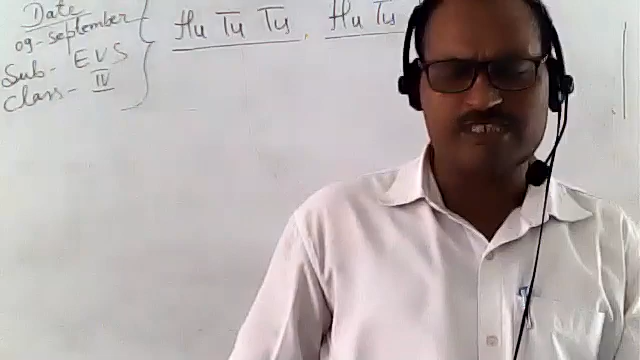 Date
09-September
Sub- EVS
Class- IV
Hu Tu Tu, Hu Tu